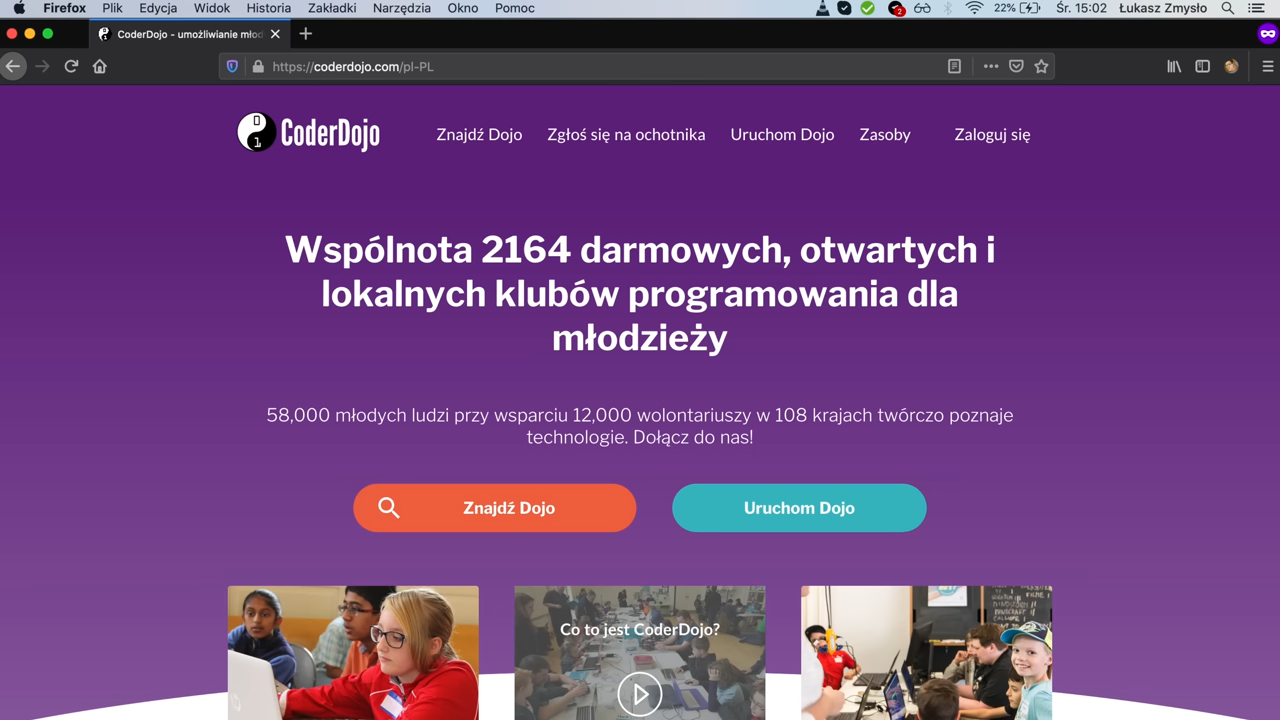 Firefox Plik Edycja Widok Historia Zakładki Narzędzia Okno Pomoc 2 22% Śr. 15:02 Łukasz Zmysło
CoderDojo - umożliwianie młod
https://coderdojo.com/pl-PL
CoderDojo Znajdź Dojo Zgłoś się na ochotnika Uruchom Dojo Zasoby Zaloguj się
Wspólnota 2164 darmowych, otwartych i
lokalnych klubów programowania dla
młodzieży
58,000 młodych ludzi przy wsparciu 12,000 wolontariuszy w 108 krajach twórczo poznaje
technologie. Dołącz do nas!
Znajdź Dojo Uruchom Dojo
Co to jest CoderDojo?